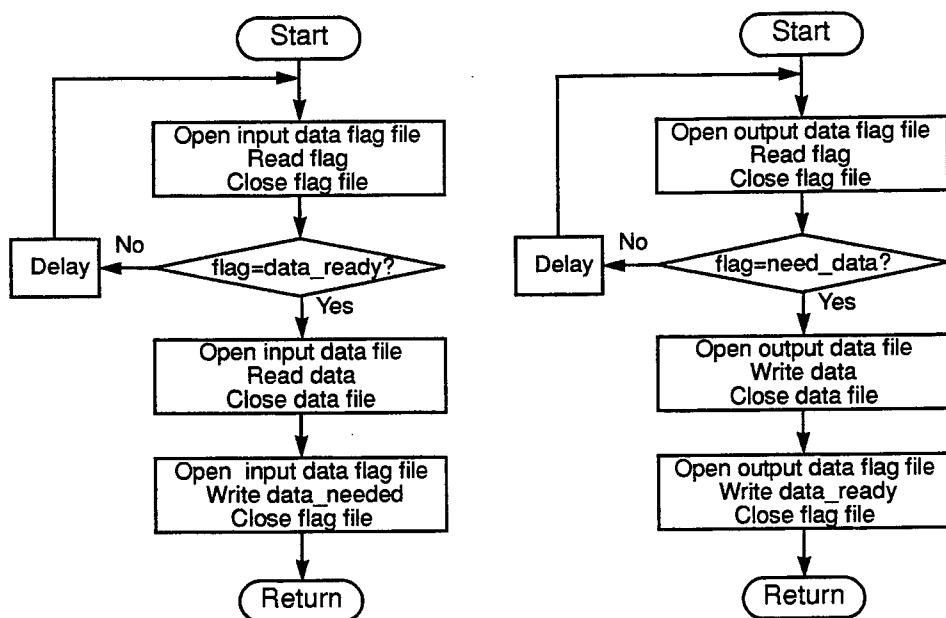 Start
Open input data flag file
Read flag
Close flag file
No
Delay
flag=data_ready?
Yes
Open input data file
Read data
Close data file
Open input data flag file
Write data_needed
Close flag file
Return
Start
Open output data flag file
Read flag
Close flag file
No
Delay
flag=need_data?
Yes
Open output data file
Write data
Close data file
Open output data flag file
Write data_ready
Close flag file
Return